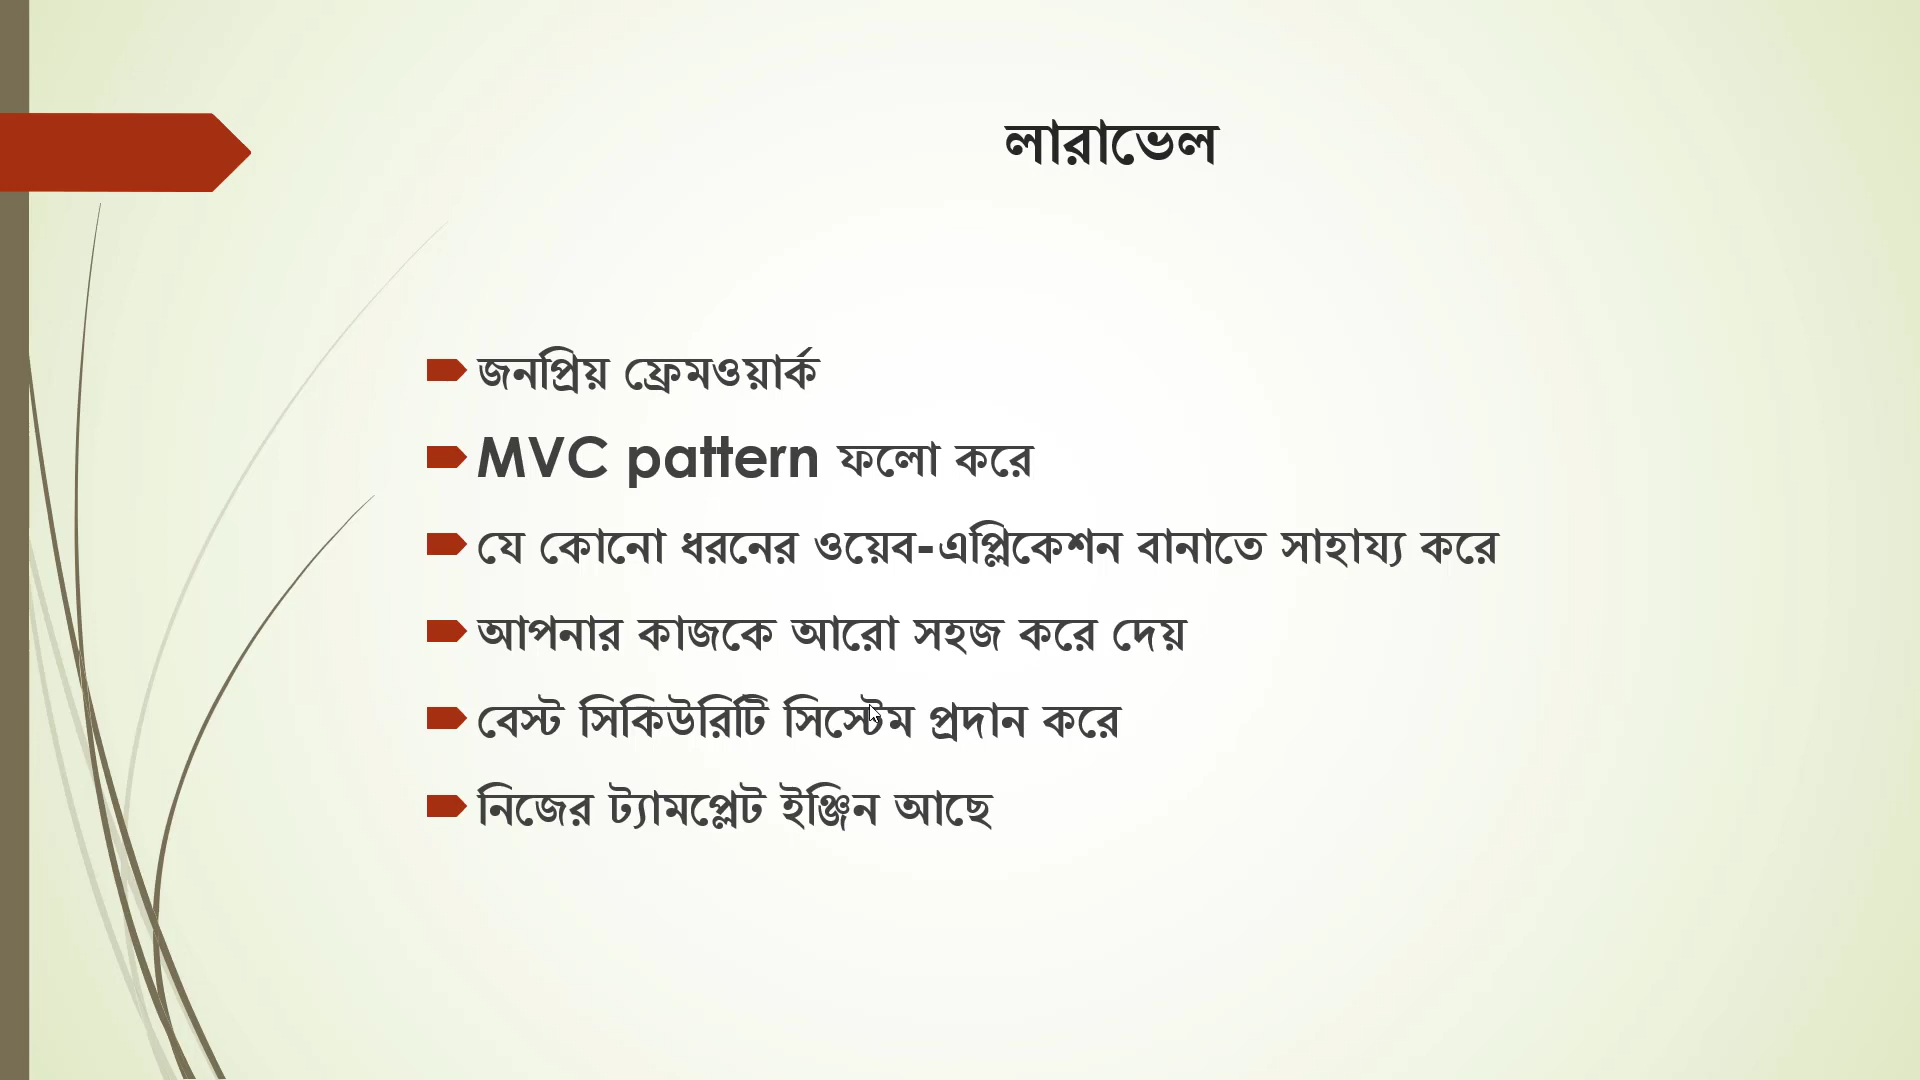 লারাভেল
জনপ্রিয় ফ্রেমওয়ার্ক
MVC pattern ফলো করে
যে কোনো ধরনের ওয়েব-এপ্লিকেশন বানাতে সাহায্য করে
আপনার কাজকে আরো সহজ করে দেয়
বেস্ট সিকিউরিটি সিস্টেম প্রদান করে
নিজের ট্যামপ্লেট ইঞ্জিন আছে